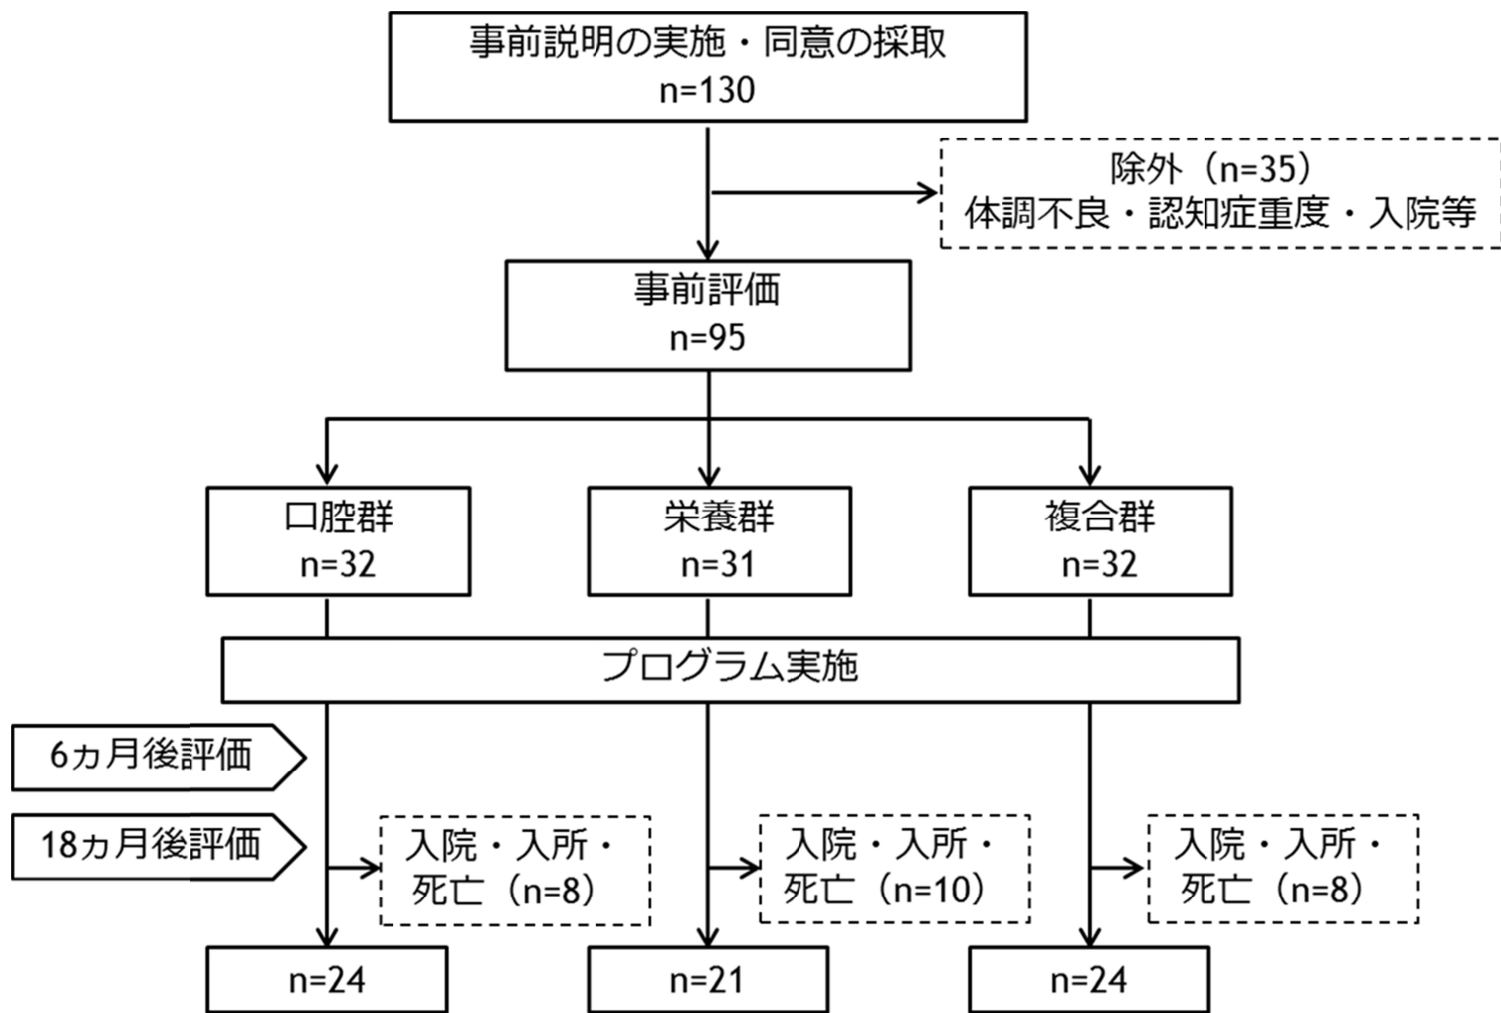 事前説明の実施・同意の採取
n=130
除外（n=35）
体調不良・認知症重度・入院等
事前評価
n=95
口腔群
n=32
栄養群
n=31
複合群
n=32
プログラム実施
6ヵ月後評価
18ヵ月後評価
入院・入所・
死亡（n=8）
入院・入所・
死亡（n=10）
入院・入所・
死亡（n=8）
n=24
n=21
n=24